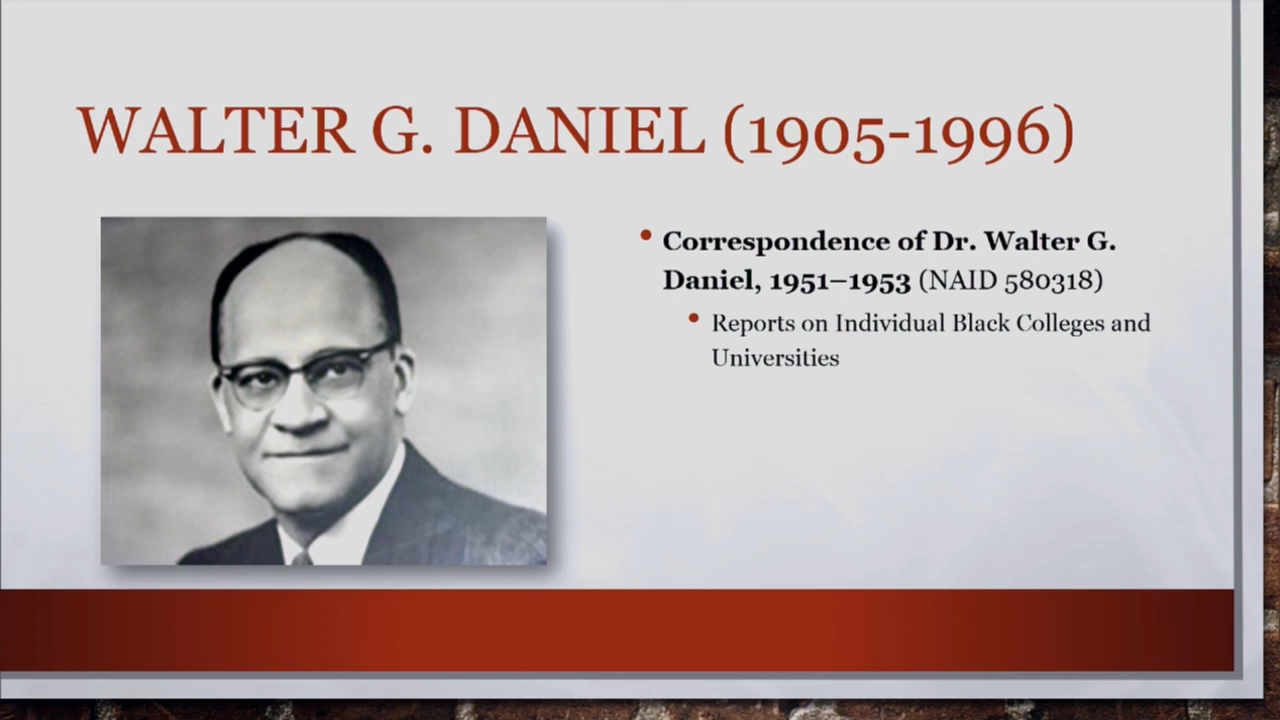 WALTER G. DANIEL (1905-1996)
• Correspondence of Dr. Walter G.
Daniel, 1951–1953 (NAID 580318)
• Reports on Individual Black Colleges and
Universities